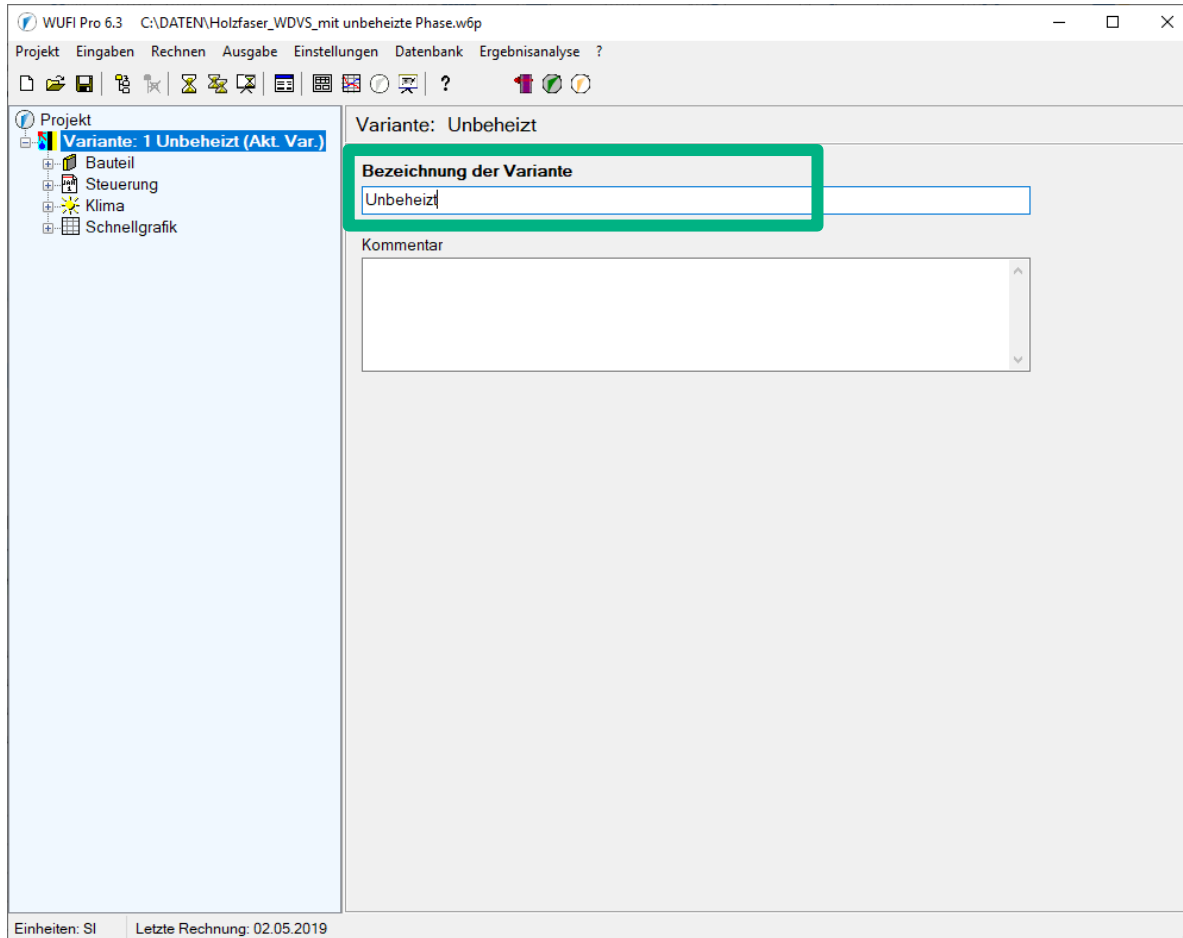 WUFI Pro 6.3 C:\DATEN\Holzfaser_WDVS_mit unbeheizte Phase.w6p
Projekt Eingaben Rechnen Ausgabe Einstellungen Datenbank Ergebnisanalyse ?
?
Projekt
Variante: 1 Unbeheizt (Akt. Var.)
Bauteil
Steuerung
Klima
Schnellgrafik
Variante: Unbeheizt
Bezeichnung der Variante
Unbeheizt
Kommentar
Einheiten: SI Letzte Rechnung: 02.05.2019